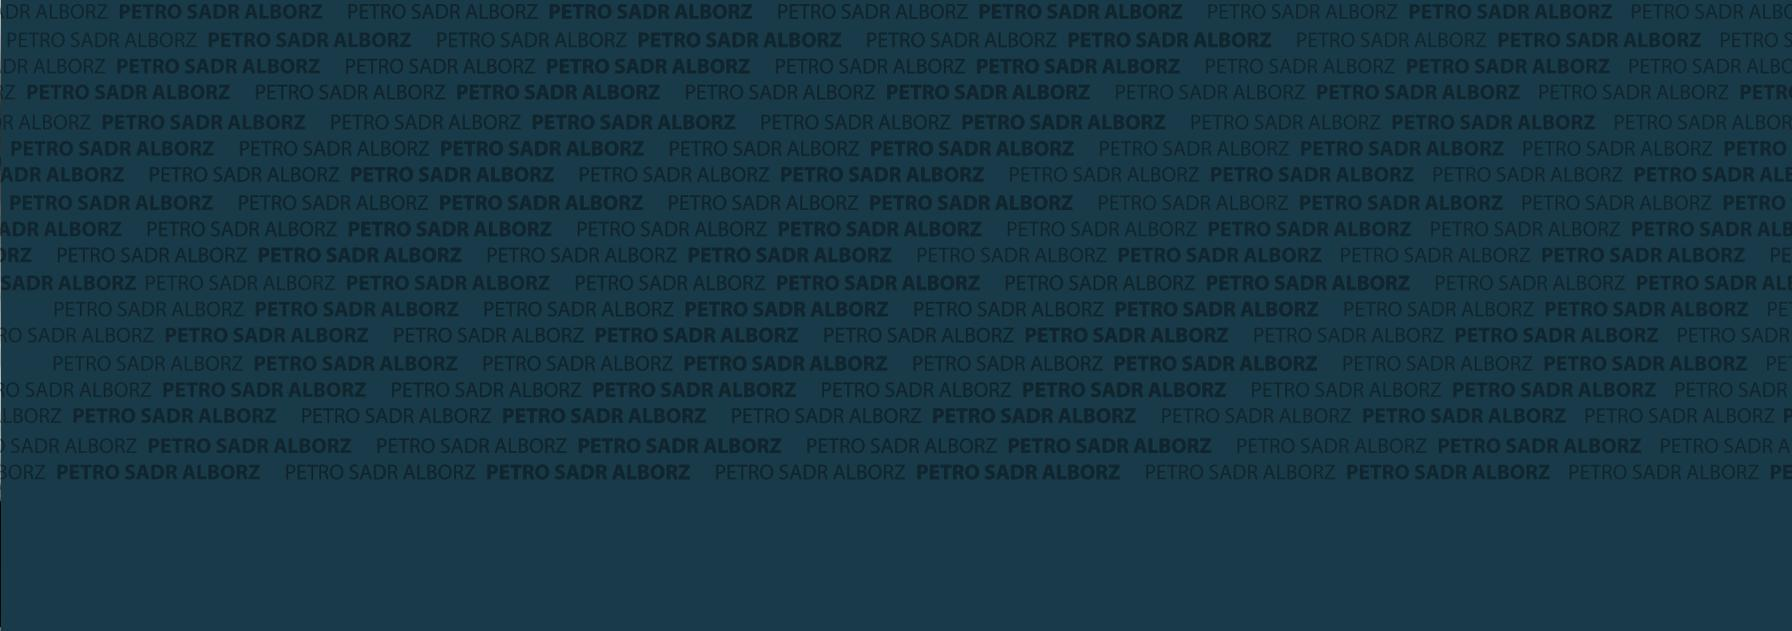 DR ALBORZ PETRO SADR ALBORZ PETRO SADR ALBORZ PETRO SADR ALBORZ PETRO SADR ALBORZ PETRO SADR ALBORZ PETRO SADR ALBORZ PETRO SADR ALBORZ PETRO SADR ALBO
PETRO SADR ALBORZ PETRO SADR ALBORZ PETRO SADR ALBORZ PETRO SADR ALBORZ PETRO SADR ALBORZ PETRO SADR ALBORZ PETRO SADR ALBORZ PETRO SADR ALBORZ PETRO S
DR ALBORZ PETRO SADR ALBORZ PETRO SADR ALBORZ PETRO SADR ALBORZ PETRO SADR ALBORZ PETRO SADR ALBORZ PETRO SADR ALBORZ PETRO SADR ALBORZ PETRO SADR ALBO
Z PETRO SADR ALBORZ PETRO SADR ALBORZ PETRO SADR ALBORZ PETRO SADR ALBORZ PETRO SADR ALBORZ PETRO SADR ALBORZ PETRO SADR ALBORZ PETRO SADR ALBORZ PETR
R ALBORZ PETRO SADR ALBORZ PETRO SADR ALBORZ PETRO SADR ALBORZ PETRO SADR ALBORZ PETRO SADR ALBORZ PETRO SADR ALBORZ PETRO SADR ALBORZ PETRO SADR ALBOR
PETRO SADR ALBORZ PETRO SADR ALBORZ PETRO SADR ALBORZ PETRO SADR ALBORZ PETRO SADR ALBORZ PETRO SADR ALBORZ PETRO SADR ALBORZ PETRO SADR ALBORZ PETRO
ADR ALBORZ PETRO SADR ALBORZ PETRO SADR ALBORZ PETRO SADR ALBORZ PETRO SADR ALBORZ PETRO SADR ALBORZ PETRO SADR ALBORZ PETRO SADR ALBORZ PETRO SADR ALB
PETRO SADR ALBORZ PETRO SADR ALBORZ PETRO SADR ALBORZ PETRO SADR ALBORZ PETRO SADR ALBORZ PETRO SADR ALBORZ PETRO SADR ALBORZ PETRO SADR ALBORZ PETRO
ADR ALBORZ PETRO SADR ALBORZ PETRO SADR ALBORZ PETRO SADR ALBORZ PETRO SADR ALBORZ PETRO SADR ALBORZ PETRO SADR ALBORZ PETRO SADR ALBORZ PETRO SADR ALB
ORZ PETRO SADR ALBORZ PETRO SADR ALBORZ PETRO SADR ALBORZ PETRO SADR ALBORZ PETRO SADR ALBORZ PETRO SADR ALBORZ PETRO SADR ALBORZ PETRO SADR ALBORZ PE
SADR ALBORZ PETRO SADR ALBORZ PETRO SADR ALBORZ PETRO SADR ALBORZ PETRO SADR ALBORZ PETRO SADR ALBORZ PETRO SADR ALBORZ PETRO SADR ALBORZ PETRO SADR AL
PETRO SADR ALBORZ PETRO SADR ALBORZ PETRO SADR ALBORZ PETRO SADR ALBORZ PETRO SADR ALBORZ PETRO SADR ALBORZ PETRO SADR ALBORZ PETRO SADR ALBORZ PE
RO SADR ALBORZ PETRO SADR ALBORZ PETRO SADR ALBORZ PETRO SADR ALBORZ PETRO SADR ALBORZ PETRO SADR ALBORZ PETRO SADR ALBORZ PETRO SADR ALBORZ PETRO SADR
PETRO SADR ALBORZ PETRO SADR ALBORZ PETRO SADR ALBORZ PETRO SADR ALBORZ PETRO SADR ALBORZ PETRO SADR ALBORZ PETRO SADR ALBORZ PETRO SADR ALBORZ PE
RO SADR ALBORZ PETRO SADR ALBORZ PETRO SADR ALBORZ PETRO SADR ALBORZ PETRO SADR ALBORZ PETRO SADR ALBORZ PETRO SADR ALBORZ PETRO SADR ALBORZ PETRO SADR
LBORZ PETRO SADR ALBORZ PETRO SADR ALBORZ PETRO SADR ALBORZ PETRO SADR ALBORZ PETRO SADR ALBORZ PETRO SADR ALBORZ PETRO SADR ALBORZ PETRO SADR ALBORZ P
O SADR ALBORZ PETRO SADR ALBORZ PETRO SADR ALBORZ PETRO SADR ALBORZ PETRO SADR ALBORZ PETRO SADR ALBORZ PETRO SADR ALBORZ PETRO SADR ALBORZ PETRO SADR A
BORZ PETRO SADR ALBORZ PETRO SADR ALBORZ PETRO SADR ALBORZ PETRO SADR ALBORZ PETRO SADR ALBORZ PETRO SADR ALBORZ PETRO SADR ALBORZ PETRO SADR ALBORZ PE